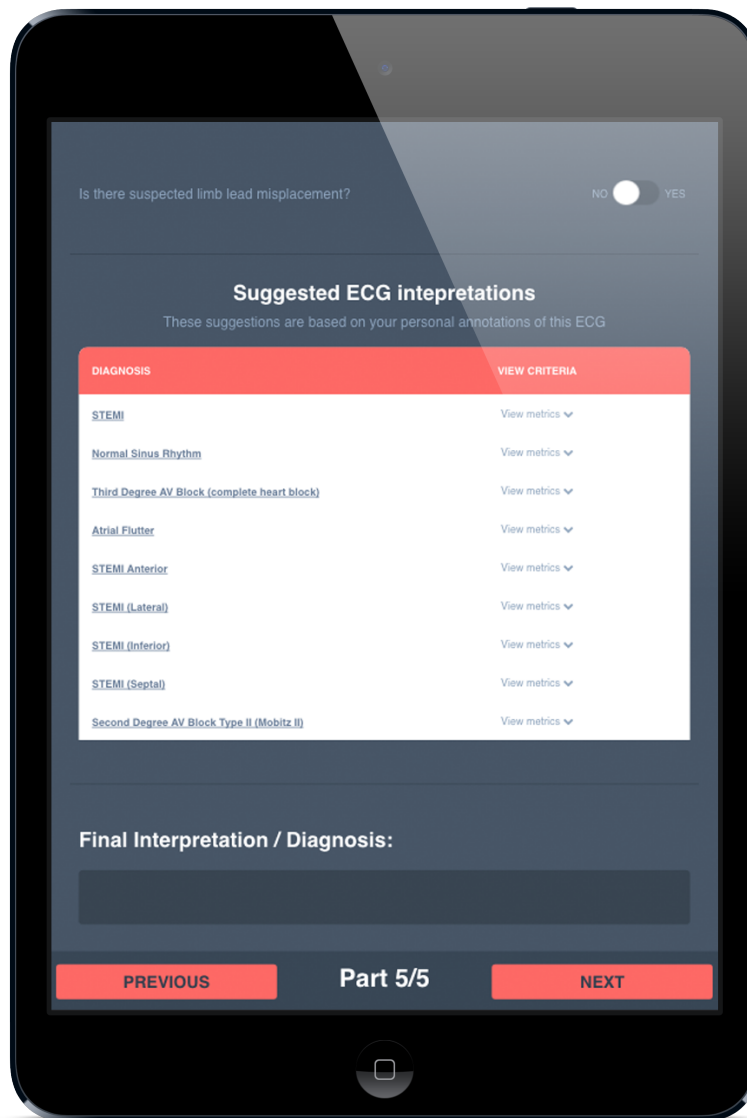 Is there suspected limb lead misplacement?
NO YES
Suggested ECG intepretations
These suggestions are based on your personal annotations of this ECG
DIAGNOSIS VIEW CRITERIA
STEMI View metrics
Normal Sinus Rhythm View metrics
Third Degree AV Block (complete heart block) View metrics
Atrial Flutter View metrics
STEMI Anterior View metrics
STEMI (Lateral) View metrics
STEMI (Inferior) View metrics
STEMI (Septal) View metrics
Second Degree AV Block Type II (Mobitz II) View metrics
Final Interpretation / Diagnosis:
PREVIOUS Part 5/5 NEXT